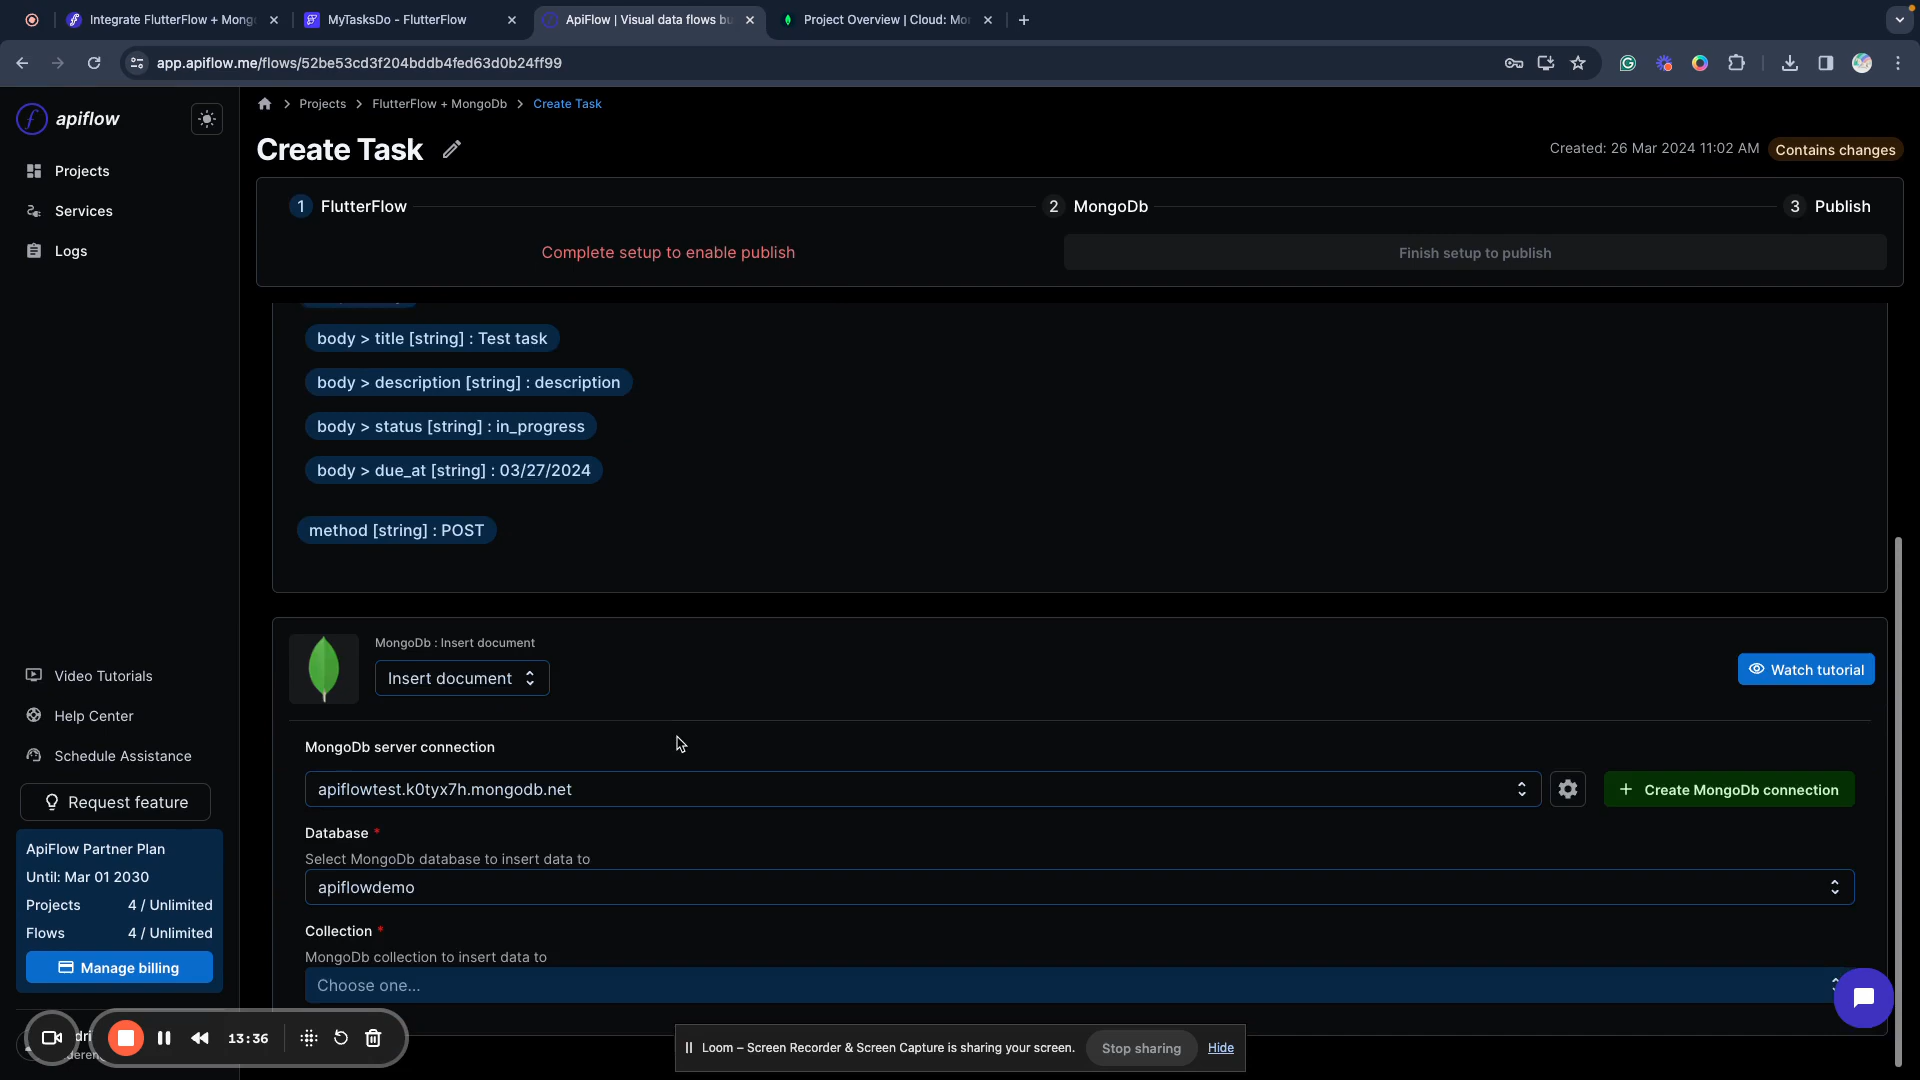 Integrate FlutterFlow + Mong
MyTasksDo - FlutterFlow
ApiFlow | Visual data flows bu
Project Overview | Cloud: Mo
app.apiflow.me/flows/52be53cd3f204bddb4fed63d0b24ff99
apiflow
Projects
Services
Logs
Projects > FlutterFlow + MongoDb > Create Task
Create Task
Created: 26 Mar 2024 11:02 AM
Contains changes
1 FlutterFlow
2 MongoDb
3 Publish
Complete setup to enable publish
Finish setup to publish
body > title [string] : Test task
body > description [string] : description
body > status [string] : in_progress
body > due_at [string] : 03/27/2024
method [string] : POST
MongoDb : Insert document
Insert document
Watch tutorial
MongoDb server connection
apiflowtest.k0tyx7h.mongodb.net
+ Create MongoDb connection
Database *
Select MongoDb database to insert data to
apiflowdemo
Collection *
MongoDb collection to insert data to
Choose one...
Video Tutorials
Help Center
Schedule Assistance
Request feature
ApiFlow Partner Plan
Until: Mar 01 2030
Projects 4 / Unlimited
Flows 4 / Unlimited
Manage billing
13:36
Loom – Screen Recorder & Screen Capture is sharing your screen.
Stop sharing
Hide